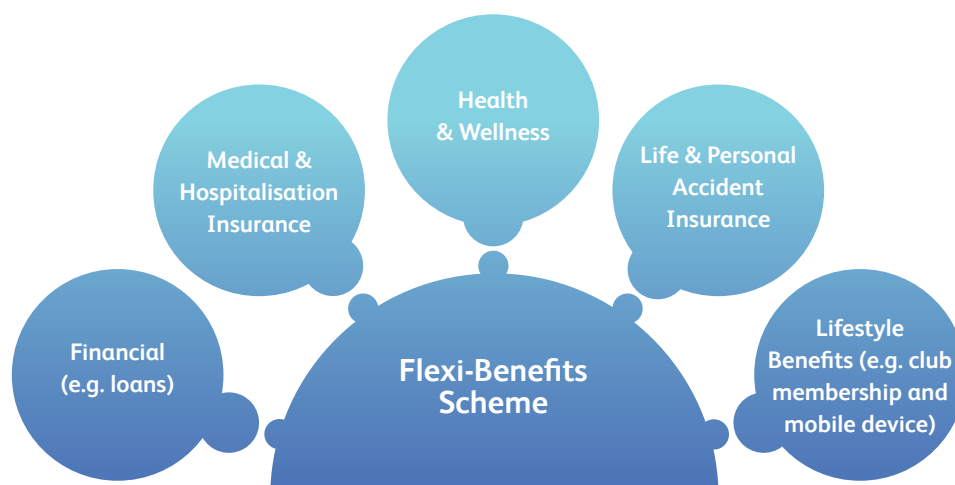 Health
& Wellness
Medical &
Hospitalisation
Insurance
Life & Personal
Accident
Insurance
Financial
(e.g. loans)
Flexi-Benefits
Scheme
Lifestyle
Benefits (e.g. club
membership and
mobile device)